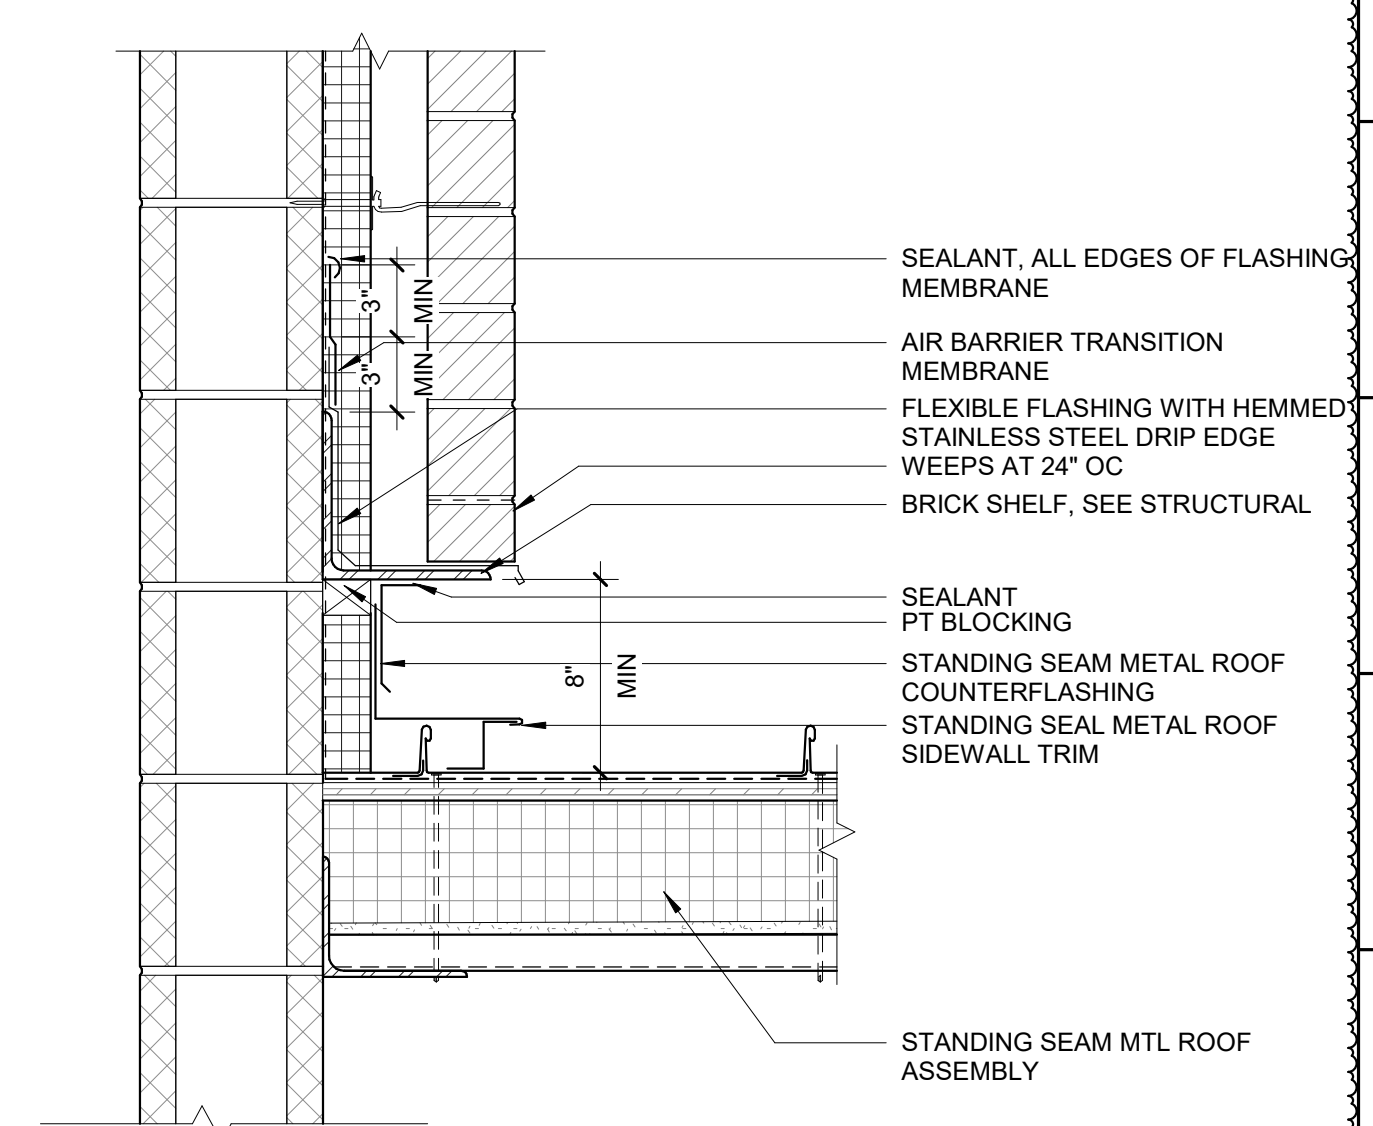 SEALANT, ALL EDGES OF FLASHING
MEMBRANE
3"
MIN
AIR BARRIER TRANSITION
MEMBRANE
3"
MIN
FLEXIBLE FLASHING WITH HEMMED
STAINLESS STEEL DRIP EDGE
WEEPS AT 24" OC
BRICK SHELF, SEE STRUCTURAL
SEALANT
PT BLOCKING
8"
MIN
STANDING SEAM METAL ROOF
COUNTERFLASHING
STANDING SEAL METAL ROOF
SIDEWALL TRIM
STANDING SEAM MTL ROOF
ASSEMBLY